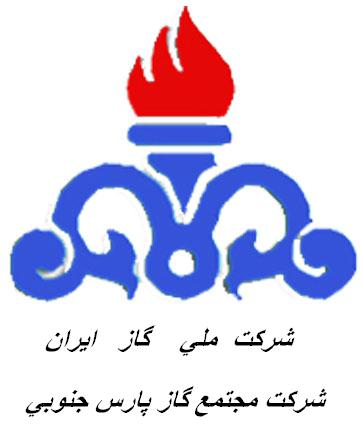 شركت ملي گاز ايران
شركت مجتمع گاز پارس جنوبي